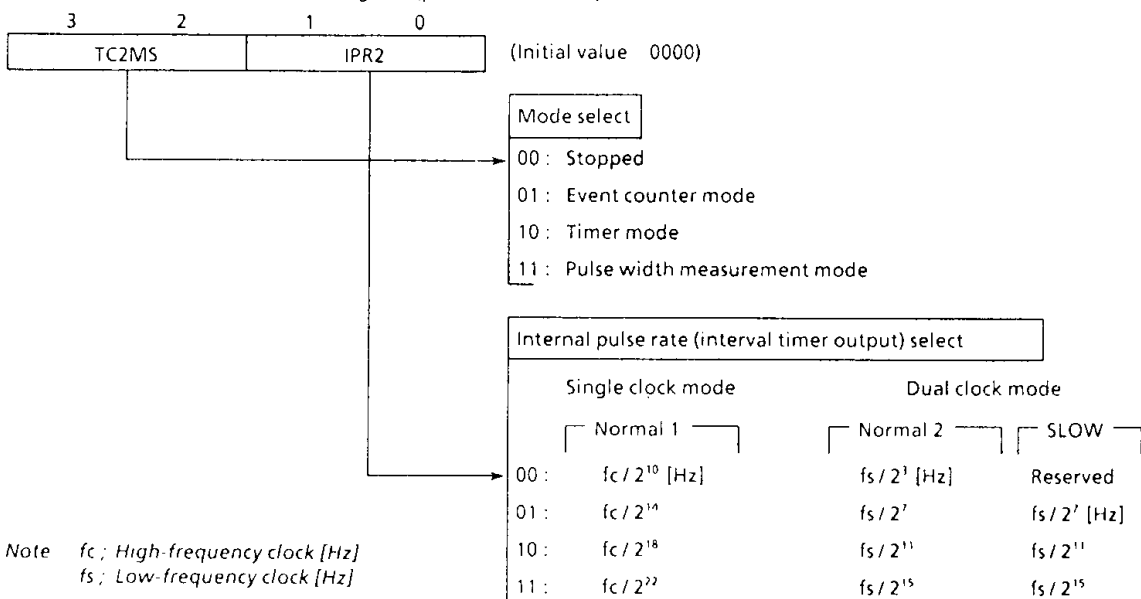 3 2 1 0
TC2MS IPR2 (Initial value 0000)
Mode select
00 : Stopped
01 : Event counter mode
10 : Timer mode
11 : Pulse width measurement mode
Internal pulse rate (interval timer output) select
Single clock mode Dual clock mode
Normal 1 Normal 2 SLOW
00 : fc / 2¹⁰ [Hz] fs / 2³ [Hz] Reserved
01 : fc / 2¹⁴ fs / 2⁷ fs / 2⁷ [Hz]
10 : fc / 2¹⁸ fs / 2¹¹ fs / 2¹¹
11 : fc / 2²² fs / 2¹⁵ fs / 2¹⁵
Note fc ; High-frequency clock [Hz]
fs ; Low-frequency clock [Hz]